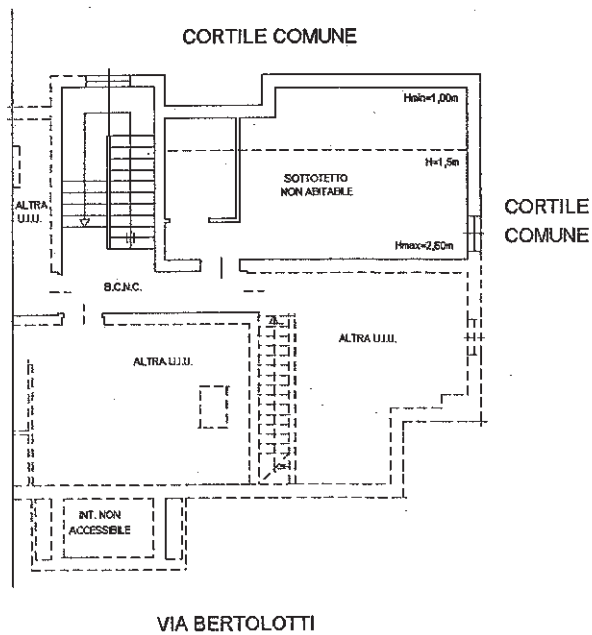 CORTILE COMUNE
Hmin=1,00m
H=1,5m
SOTTOTETTO
NON ABITABILE
ALTRA
U.I.U.
CORTILE
COMUNE
Hmax=2,60m
B.C.N.C.
ALTRA U.I.U.
ALTRA U.I.U.
INT. NON
ACCESSIBILE
VIA BERTOLOTTI